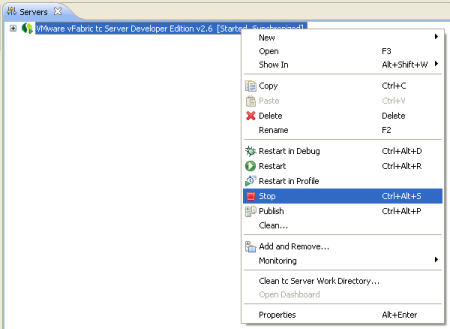 Servers
VMware vFabric tc Server Developer Edition v2.6 [Started, Synchronized]
New
Open F3
Show In Alt+Shift+W
Copy Ctrl+C
Paste Ctrl+V
Delete Delete
Rename F2
Restart in Debug Ctrl+Alt+D
Restart Ctrl+Alt+R
Restart in Profile
Stop Ctrl+Alt+S
Publish Ctrl+Alt+P
Clean...
Add and Remove...
Monitoring
Clean tc Server Work Directory...
Open Dashboard
Properties Alt+Enter